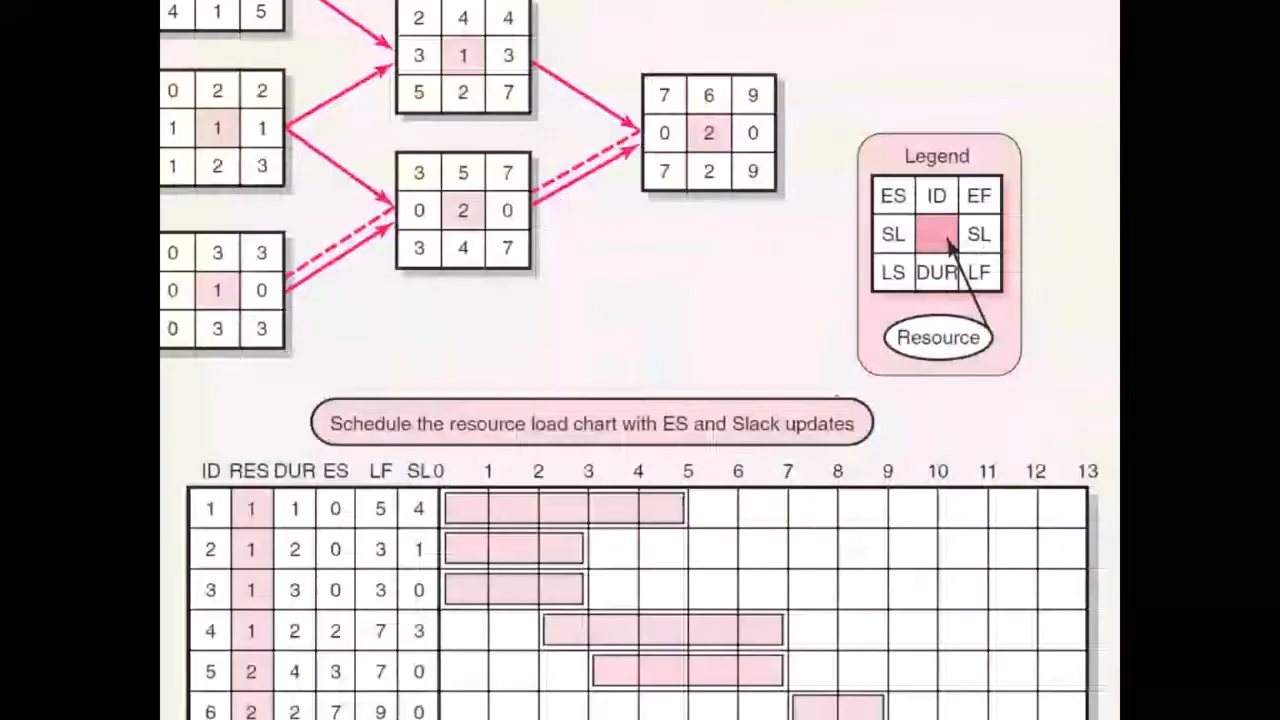 4 1 5
0 2 2
1 1 1
1 2 3
0 3 3
0 1 0
0 3 3
2 4 4
3 1 3
5 2 7
3 5 7
0 2 0
3 4 7
7 6 9
0 2 0
7 2 9
Legend
ES ID EF
SL SL
LS DUR LF
Resource
Schedule the resource load chart with ES and Slack updates
ID RES DUR ES LF SL 0 1 2 3 4 5 6 7 8 9 10 11 12 13
1 1 1 0 5 4
2 1 2 0 3 1
3 1 3 0 3 0
4 1 2 2 7 3
5 2 4 3 7 0
6 2 2 7 9 0